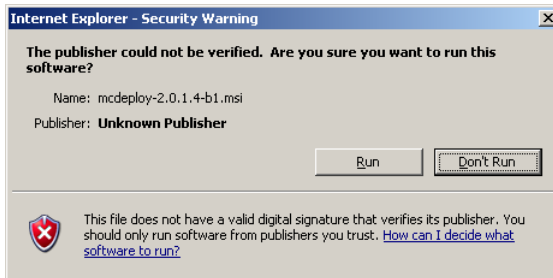 Internet Explorer - Security Warning
The publisher could not be verified. Are you sure you want to run this
software?
Name: mcdeploy-2.0.1.4-b1.msi
Publisher: Unknown Publisher
Run Don't Run
This file does not have a valid digital signature that verifies its publisher. You
should only run software from publishers you trust. How can I decide what
software to run?